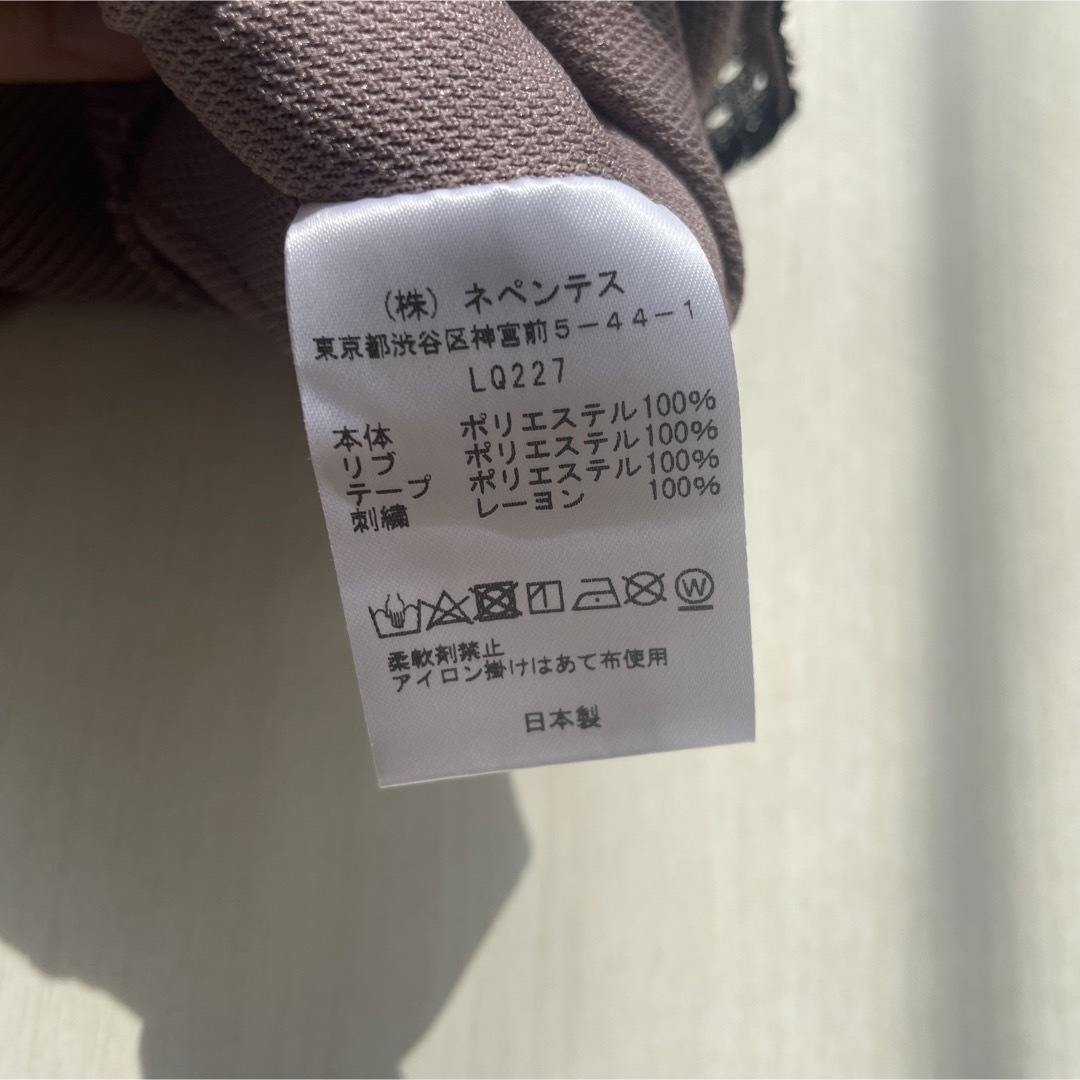 (株) ネペンテス
東京都渋谷区神宮前5-44-1
LQ227
本体 ポリエステル100%
リブ ポリエステル100%
テープ ポリエステル100%
刺繍 レーヨン 100%
W
柔軟剤禁止
アイロン掛けはあて布使用
日本製